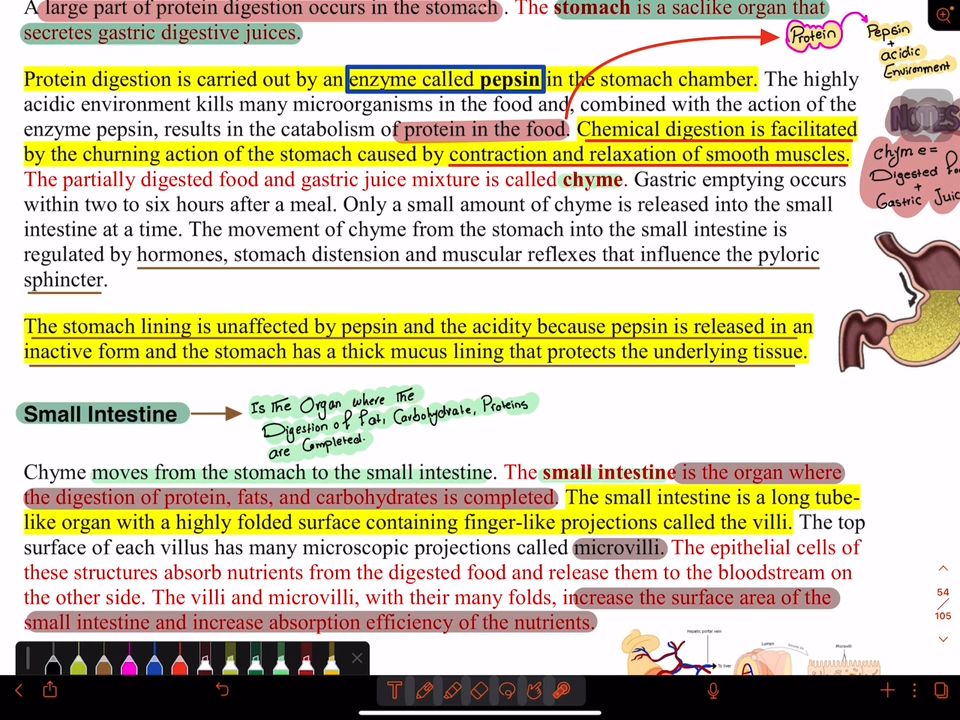 A large part of protein digestion occurs in the stomach. The stomach is a saclike organ that
secretes gastric digestive juices.
Protein
Pepsin
+
acidic
Environment
Protein digestion is carried out by an enzyme called pepsin in the stomach chamber. The highly
acidic environment kills many microorganisms in the food and, combined with the action of the
enzyme pepsin, results in the catabolism of protein in the food. Chemical digestion is facilitated
by the churning action of the stomach caused by contraction and relaxation of smooth muscles.
The partially digested food and gastric juice mixture is called chyme. Gastric emptying occurs
within two to six hours after a meal. Only a small amount of chyme is released into the small
intestine at a time. The movement of chyme from the stomach into the small intestine is
regulated by hormones, stomach distension and muscular reflexes that influence the pyloric
sphincter.
NOTES
chyme =
Digested
+
Gastric Juic
The stomach lining is unaffected by pepsin and the acidity because pepsin is released in an
inactive form and the stomach has a thick mucus lining that protects the underlying tissue.
Small Intestine
Is The Organ where The
Digestion of fat, Carbohydrate, Proteins
are Completed.
Chyme moves from the stomach to the small intestine. The small intestine is the organ where
the digestion of protein, fats, and carbohydrates is completed. The small intestine is a long tube-
like organ with a highly folded surface containing finger-like projections called the villi. The top
surface of each villus has many microscopic projections called microvilli. The epithelial cells of
these structures absorb nutrients from the digested food and release them to the bloodstream on
the other side. The villi and microvilli, with their many folds, increase the surface area of the
small intestine and increase absorption efficiency of the nutrients.
54
105
Hepatic portal vein
To liver
Lumen
Microvilli
T